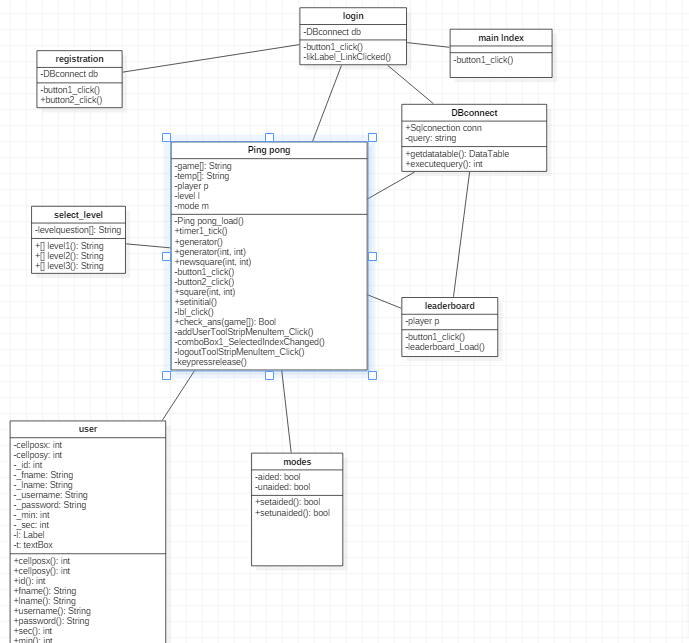 login
-DBconnect db
-button1_click()
-likLabel_LinkClicked()
main Index
-button1_click()
registration
-DBconnect db
-button1_click()
+button2_click()
DBconnect
+Sqlconection conn
-query: string
+getdatatable(): DataTable
+executequery(): int
Ping pong
-game[]: String
-temp[]: String
-player p
-level l
-mode m
-Ping pong_load()
+timer1_tick()
+generator()
+generator(int, int)
+newsquare(int, int)
-button1_click()
-button2_click()
+square(int, int)
+setinitial()
-lbl_click()
+check_ans(game[]): Bool
-addUserToolStripMenuItem_Click()
-comboBox1_SelectedIndexChanged()
-logoutToolStripMenuItem_Click()
-keypressrelease()
select_level
-levelquestion[]: String
+[] level1(): String
+[] level2(): String
+[] level3(): String
leaderboard
-player p
-button1_click()
-leaderboard_Load()
user
-cellposx: int
-cellposy: int
-_id: int
-_fname: String
-_lname: String
-_username: String
-_password: String
-_min: int
-_sec: int
-l: Label
-t: textBox
+cellposx(): int
+cellposy(): int
+id(): int
+fname(): String
+lname(): String
+username(): String
+password(): String
+sec(): int
+min(): int
modes
-aided: bool
-unaided: bool
+setaided(): bool
+setunaided(): bool